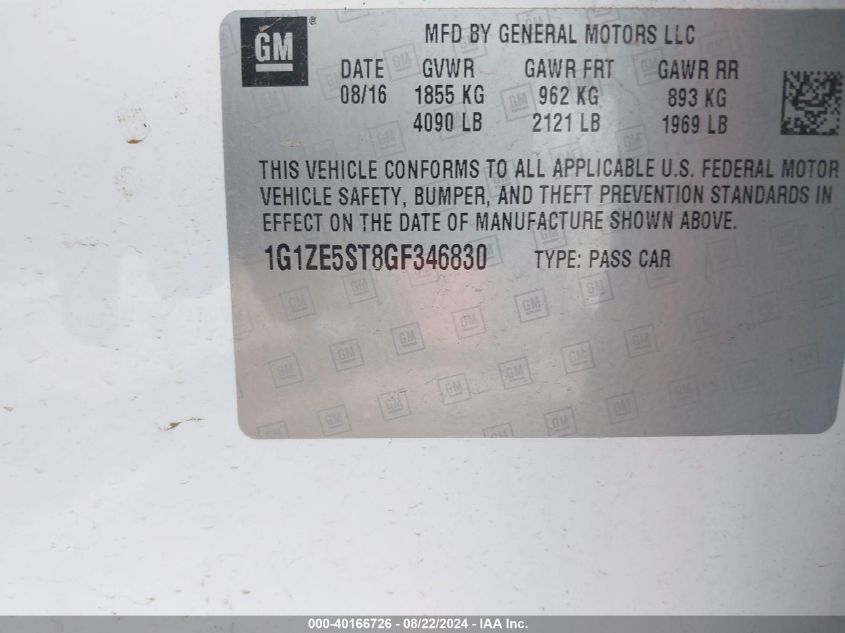 GM ®
MFD BY GENERAL MOTORS LLC
DATE GVWR GAWR FRT GAWR RR
08/16 1855 KG 962 KG 893 KG
4090 LB 2121 LB 1969 LB
THIS VEHICLE CONFORMS TO ALL APPLICABLE U.S. FEDERAL MOTOR
VEHICLE SAFETY, BUMPER, AND THEFT PREVENTION STANDARDS IN
EFFECT ON THE DATE OF MANUFACTURE SHOWN ABOVE.
1G1ZE5ST8GF346830 TYPE: PASS CAR
000-40166726 - 08/22/2024 - IAA Inc.